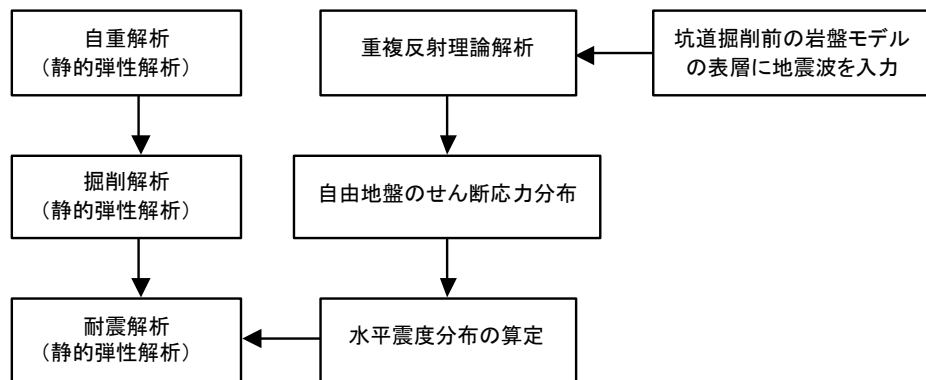 自重解析
（静的弾性解析）
重複反射理論解析
坑道掘削前の岩盤モデル
の表層に地震波を入力
掘削解析
（静的弾性解析）
自由地盤のせん断応力分布
耐震解析
（静的弾性解析）
水平震度分布の算定